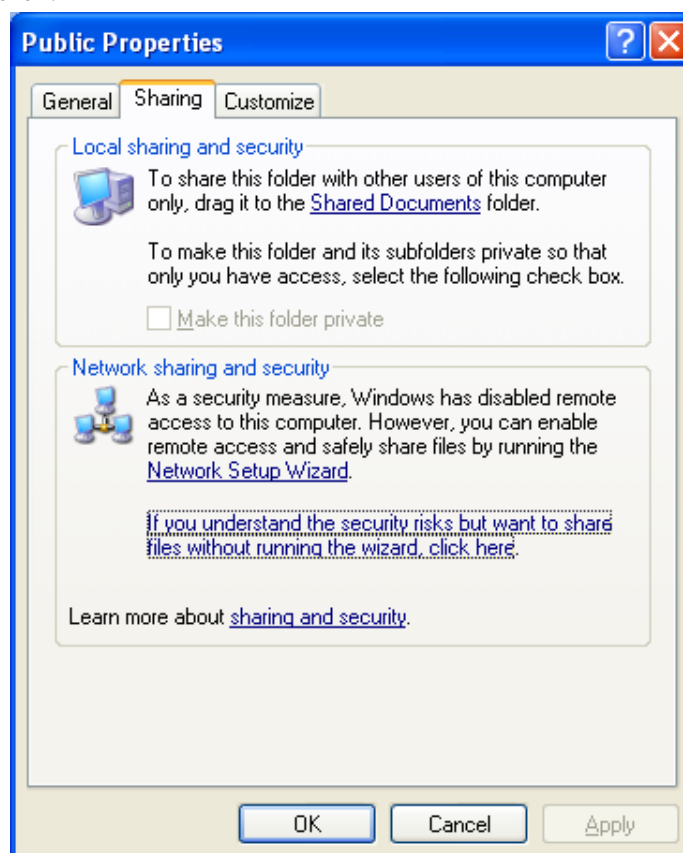 Public Properties
General Sharing Customize
Local sharing and security
To share this folder with other users of this computer
only, drag it to the Shared Documents folder.
To make this folder and its subfolders private so that
only you have access, select the following check box.
Make this folder private
Network sharing and security
As a security measure, Windows has disabled remote
access to this computer. However, you can enable
remote access and safely share files by running the
Network Setup Wizard.
If you understand the security risks but want to share
files without running the wizard, click here.
Learn more about sharing and security.
OK Cancel Apply